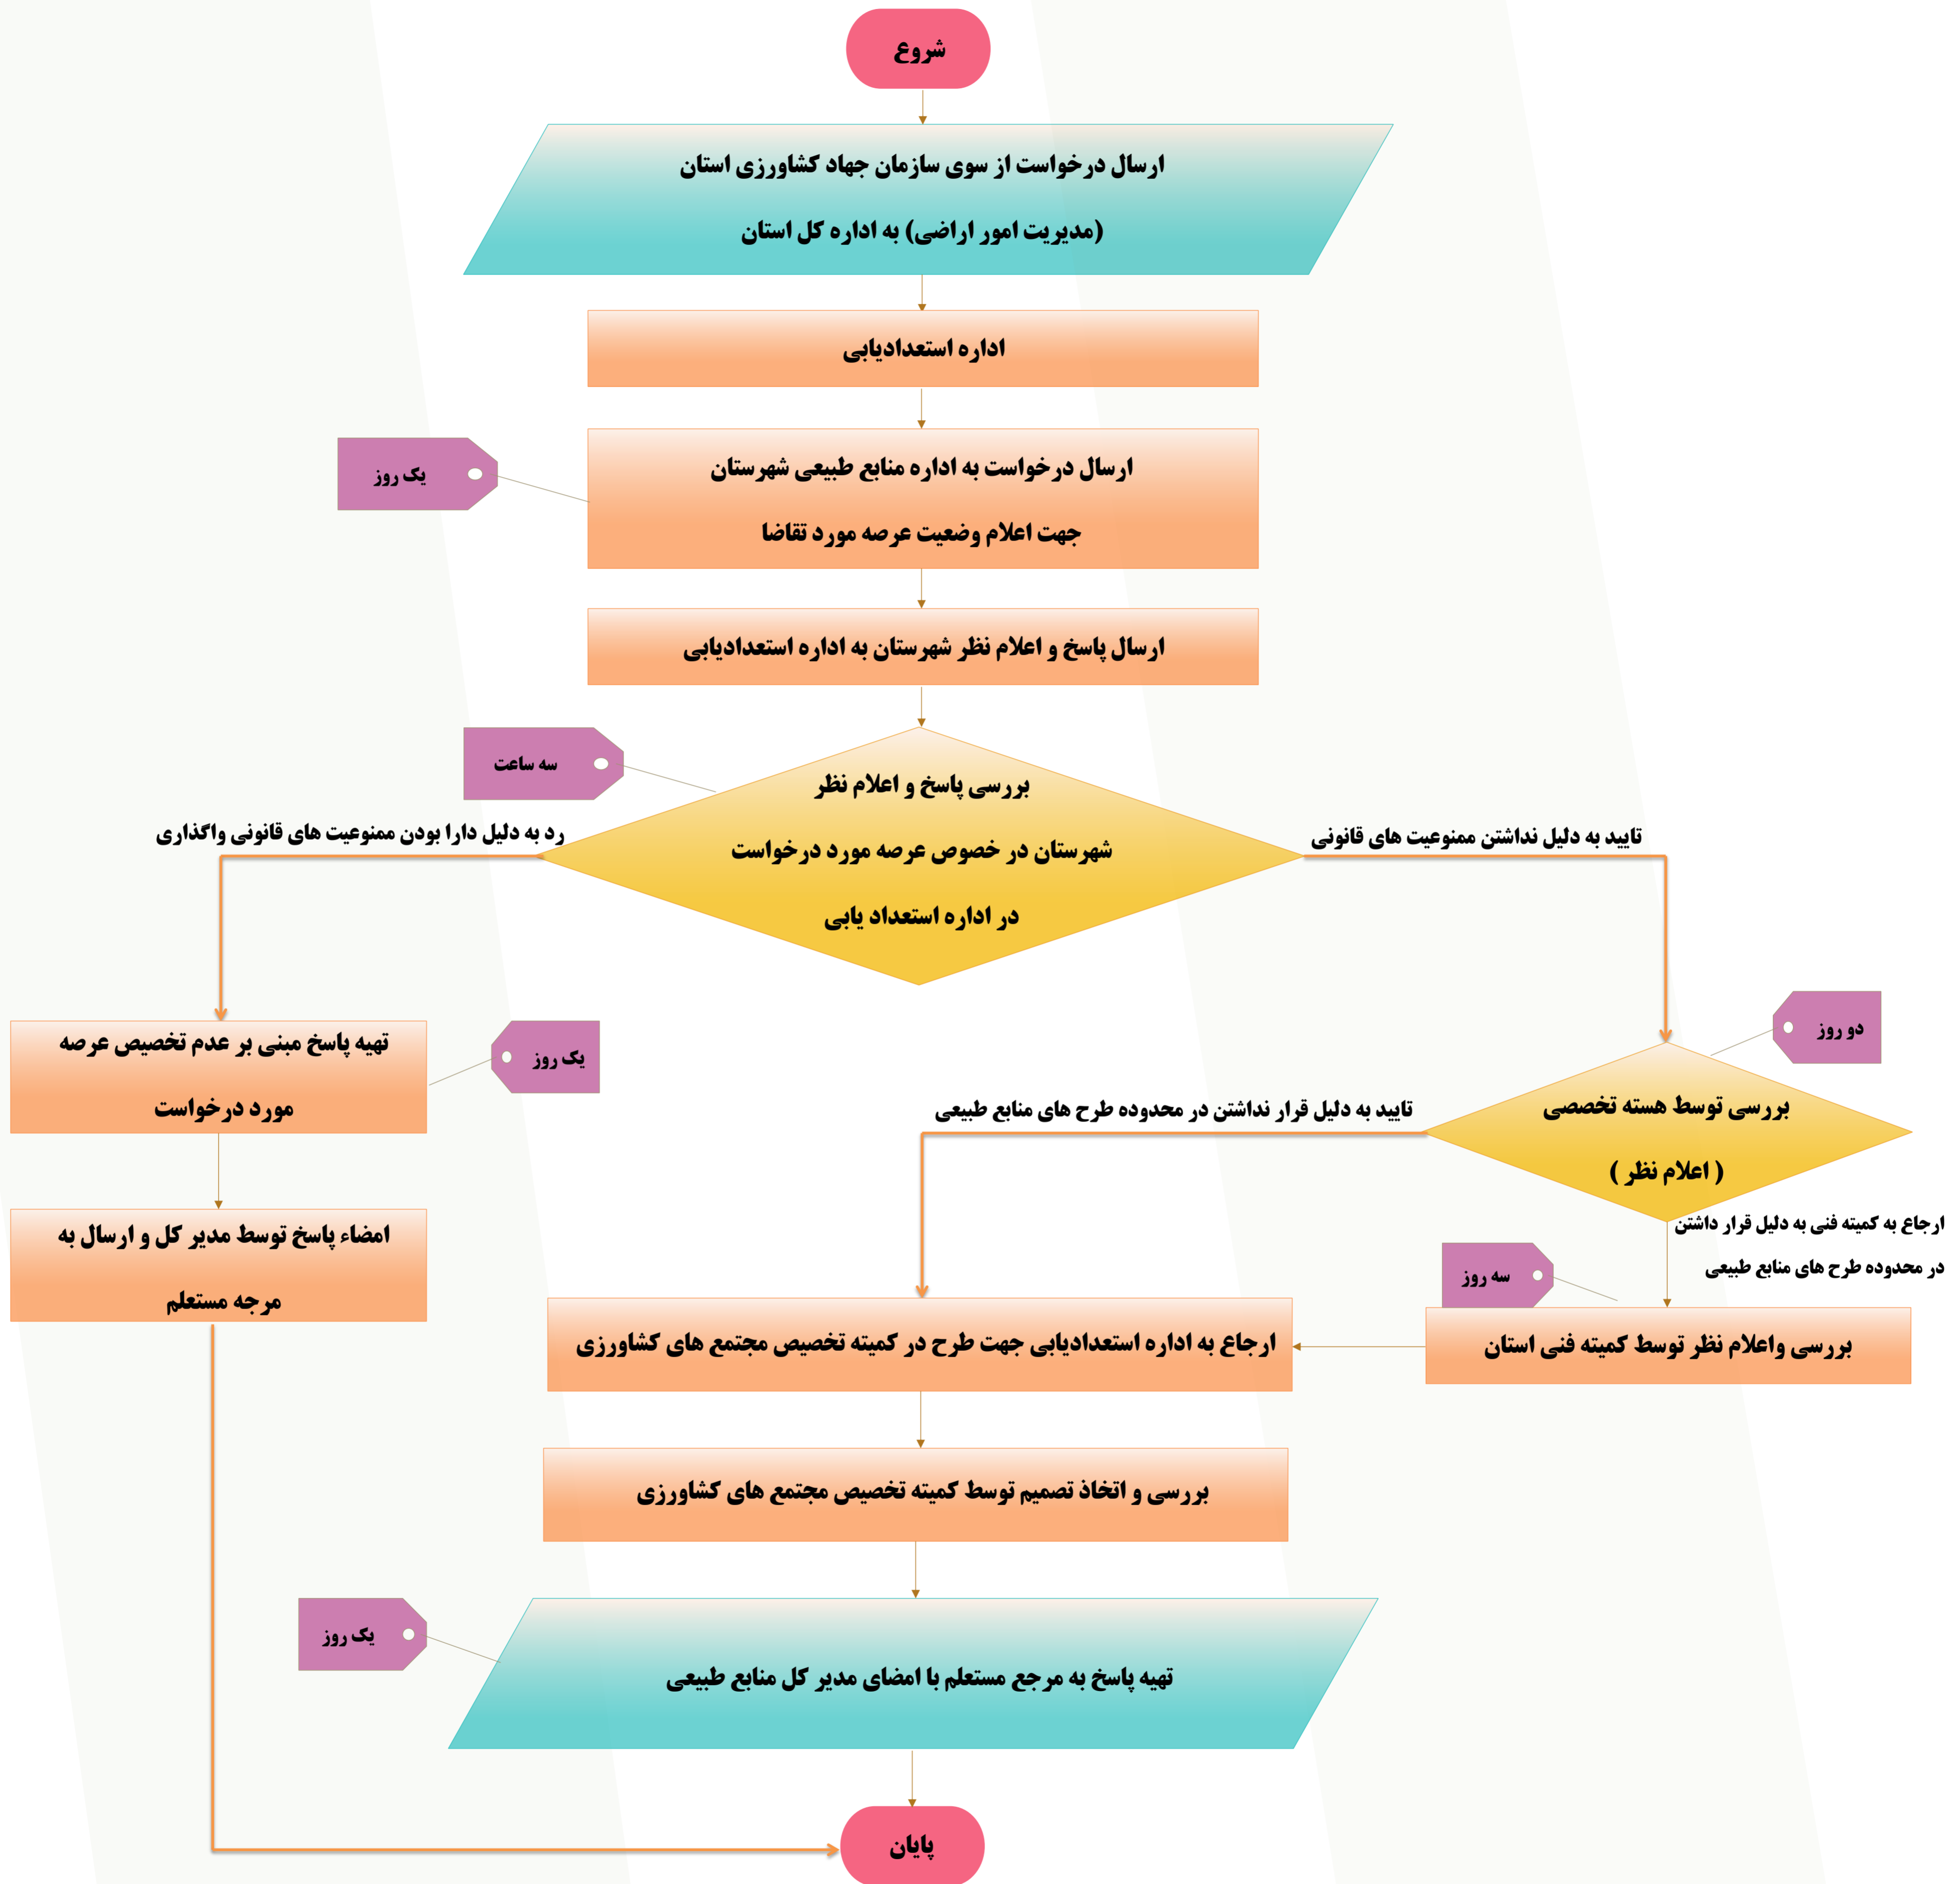 شروع
ارسال درخواست از سوی سازمان جهاد کشاورزی استان
(مدیریت امور اراضی) به اداره کل استان
اداره استعدادیابی
یک روز
ارسال درخواست به اداره منابع طبیعی شهرستان
جهت اعلام وضعیت عرصه مورد تقاضا
ارسال پاسخ و اعلام نظر شهرستان به اداره استعدادیابی
سه ساعت
بررسی پاسخ و اعلام نظر
شهرستان در خصوص عرصه مورد درخواست
در اداره استعداد یابی
تایید به دلیل نداشتن ممنوعیت های قانونی
رد به دلیل دارا بودن ممنوعیت های قانونی واگذاری
دو روز
بررسی توسط هسته تخصصی
( اعلام نظر )
یک روز
تهیه پاسخ مبنی بر عدم تخصیص عرصه
مورد درخواست
تایید به دلیل قرار نداشتن در محدوده طرح های منابع طبیعی
ارجاع به کمیته فنی به دلیل قرار داشتن
در محدوده طرح های منابع طبیعی
سه روز
امضاء پاسخ توسط مدیر کل و ارسال به
مرجه مستعلم
بررسی واعلام نظر توسط کمیته فنی استان
ارجاع به اداره استعدادیابی جهت طرح در کمیته تخصیص مجتمع های کشاورزی
بررسی و اتخاذ تصمیم توسط کمیته تخصیص مجتمع های کشاورزی
یک روز
تهیه پاسخ به مرجع مستعلم با امضای مدیر کل منابع طبیعی
پایان